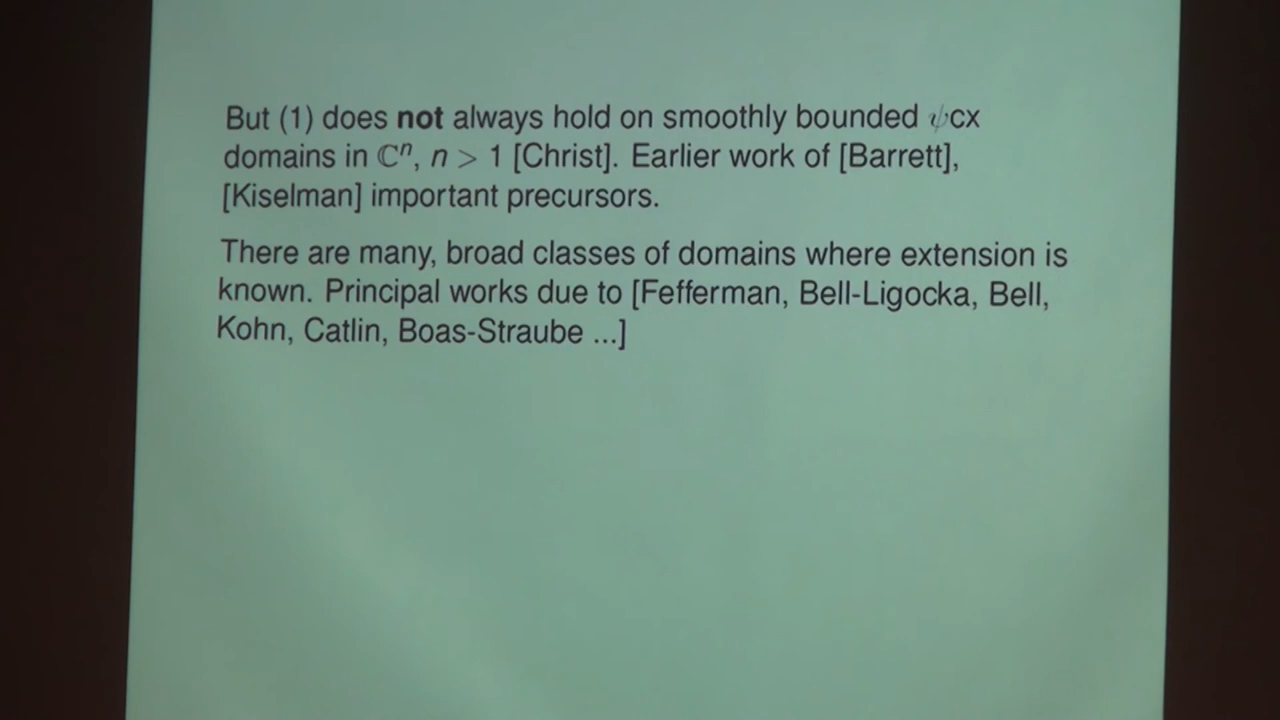 But (1) does not always hold on smoothly bounded ψcx
domains in ℂⁿ, n > 1 [Christ]. Earlier work of [Barrett],
[Kiselman] important precursors.
There are many, broad classes of domains where extension is
known. Principal works due to [Fefferman, Bell-Ligocka, Bell,
Kohn, Catlin, Boas-Straube ...]